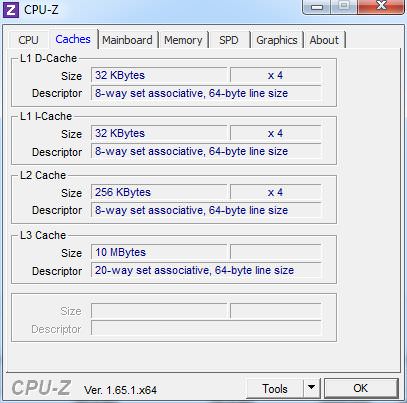 Z CPU-Z
CPU Caches Mainboard Memory SPD Graphics About
L1 D-Cache
Size 32 KBytes x 4
Descriptor 8-way set associative, 64-byte line size
L1 I-Cache
Size 32 KBytes x 4
Descriptor 8-way set associative, 64-byte line size
L2 Cache
Size 256 KBytes x 4
Descriptor 8-way set associative, 64-byte line size
L3 Cache
Size 10 MBytes
Descriptor 20-way set associative, 64-byte line size
Size
Descriptor
CPU-Z Ver. 1.65.1.x64 Tools OK